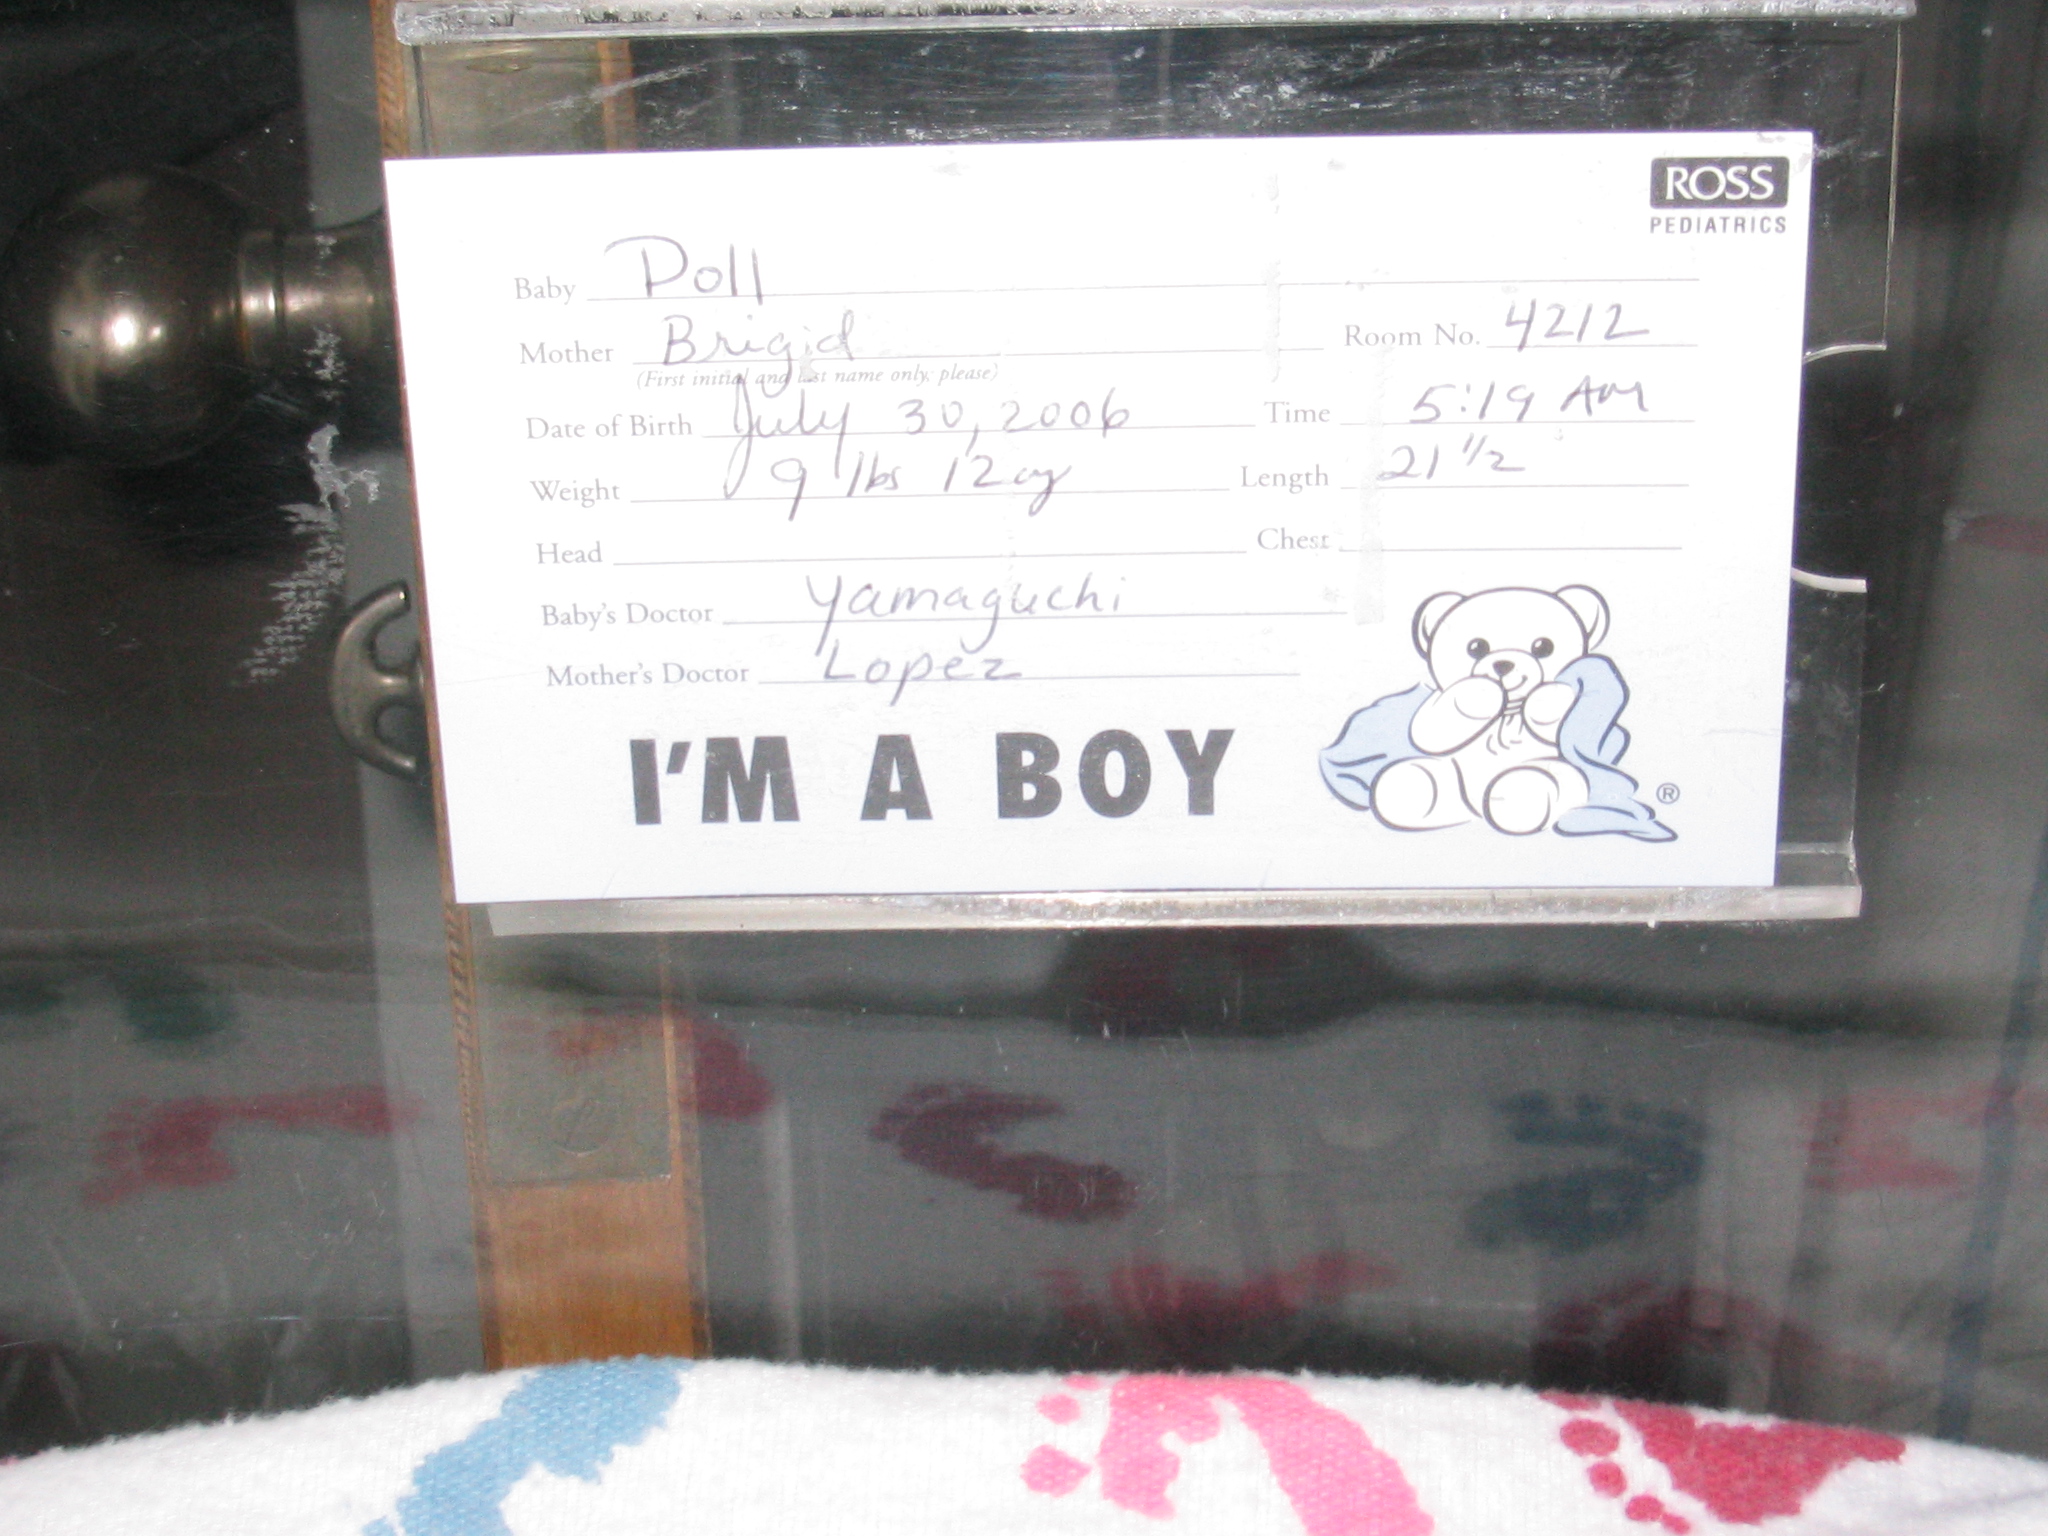 ROSS
PEDIATRICS
Baby Doll
Mother Brigid Room No. 4212
(First initial and last name only, please)
Date of Birth July 30, 2006 Time 5:19 AM
Weight 9 lbs 12 oz Length 21 1/2
Head Chest
Baby's Doctor Yamaguchi
Mother's Doctor Lopez
I'M A BOY
®